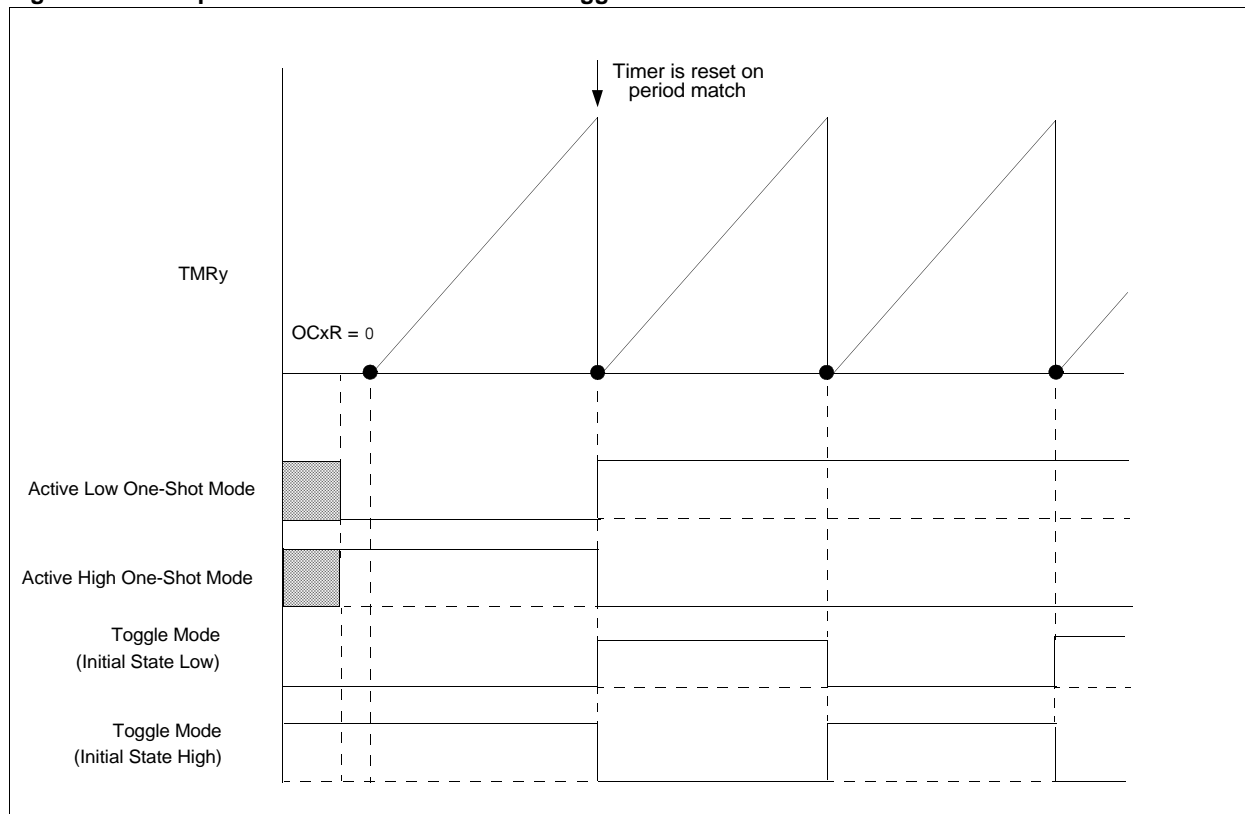 Timer is reset on
period match
TMRy
OCxR = 0
Active Low One-Shot Mode
Active High One-Shot Mode
Toggle Mode
(Initial State Low)
Toggle Mode
(Initial State High)